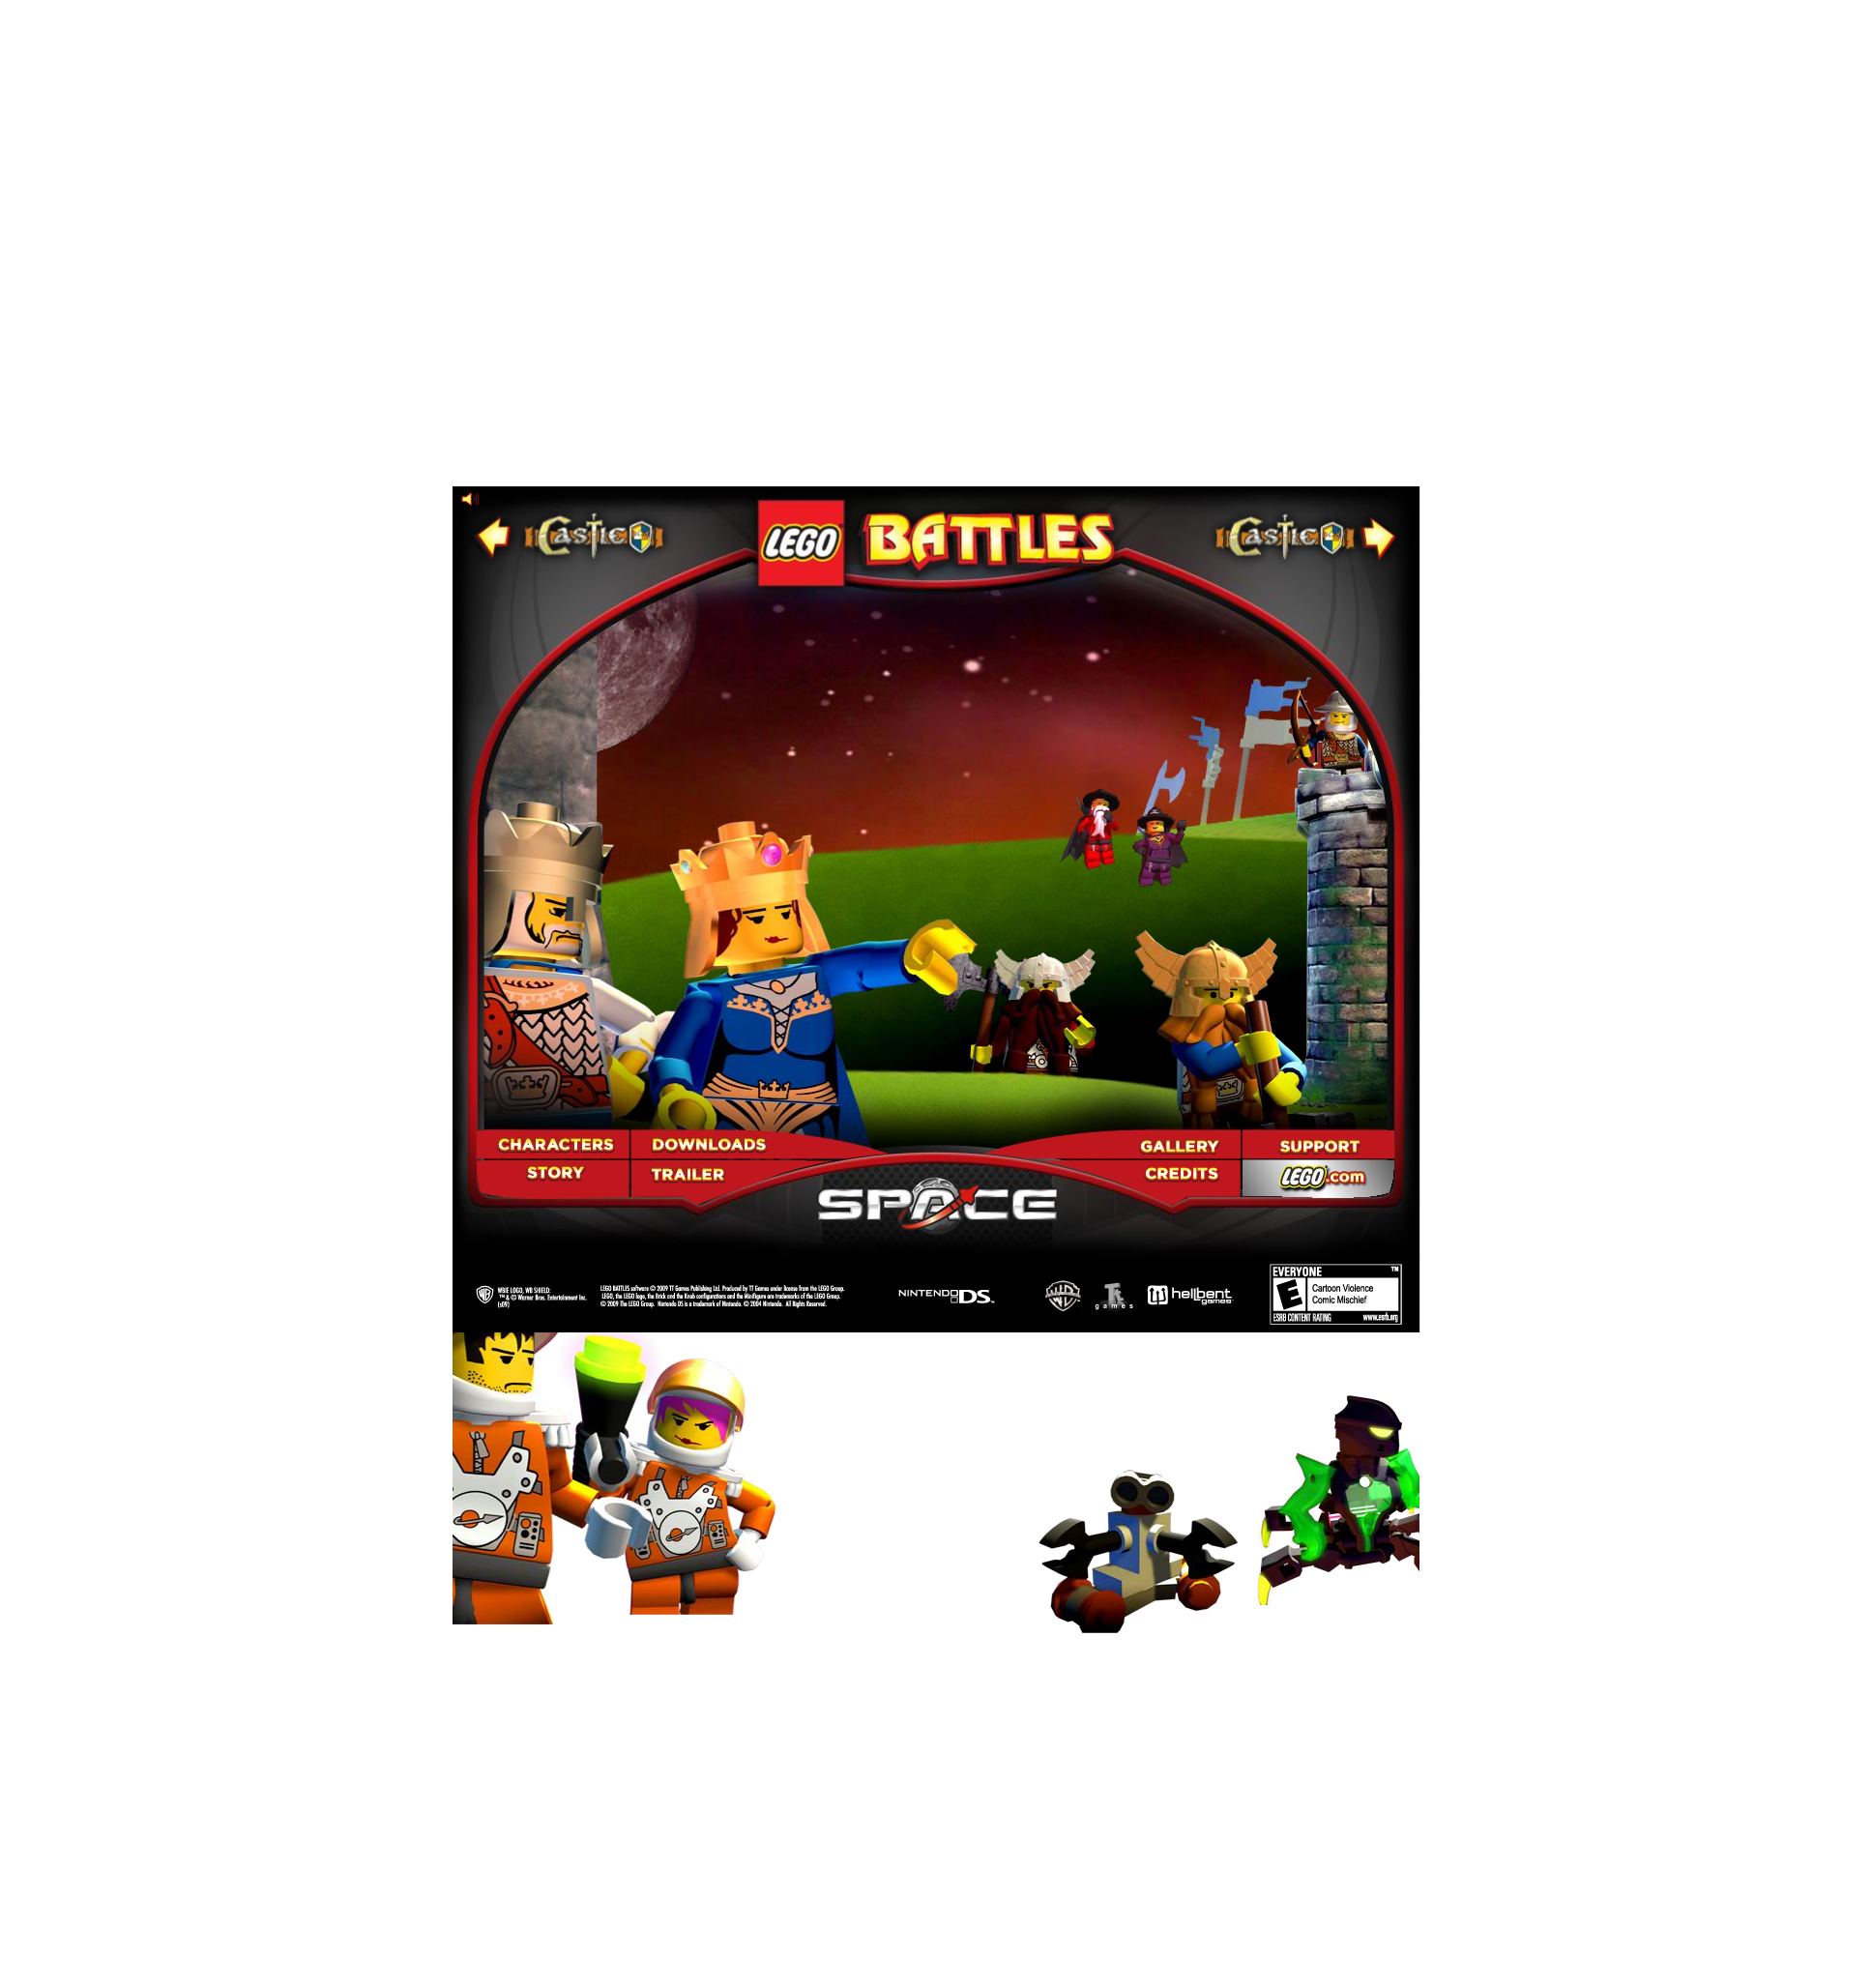 Castle
LEGO
BATTLES
Castle
CHARACTERS
DOWNLOADS
GALLERY
SUPPORT
STORY
TRAILER
CREDITS
LEGO.com
SPACE
WBIE LOGO, WB SHIELD:
™ & © Warner Bros. Entertainment Inc.
(s09)
LEGO BATTLES software © 2009 TT Games Publishing Ltd. Produced by TT Games under license from the LEGO Group.
LEGO, the LEGO logo, the Brick and the Knob configurations and the Minifigure are trademarks of the LEGO Group.
© 2009 The LEGO Group. Nintendo DS is a trademark of Nintendo. © 2004 Nintendo. All Rights Reserved.
NINTENDO DS™
games
hellbent
games
EVERYONE
™
E
Cartoon Violence
Comic Mischief
ESRB CONTENT RATING
www.esrb.org